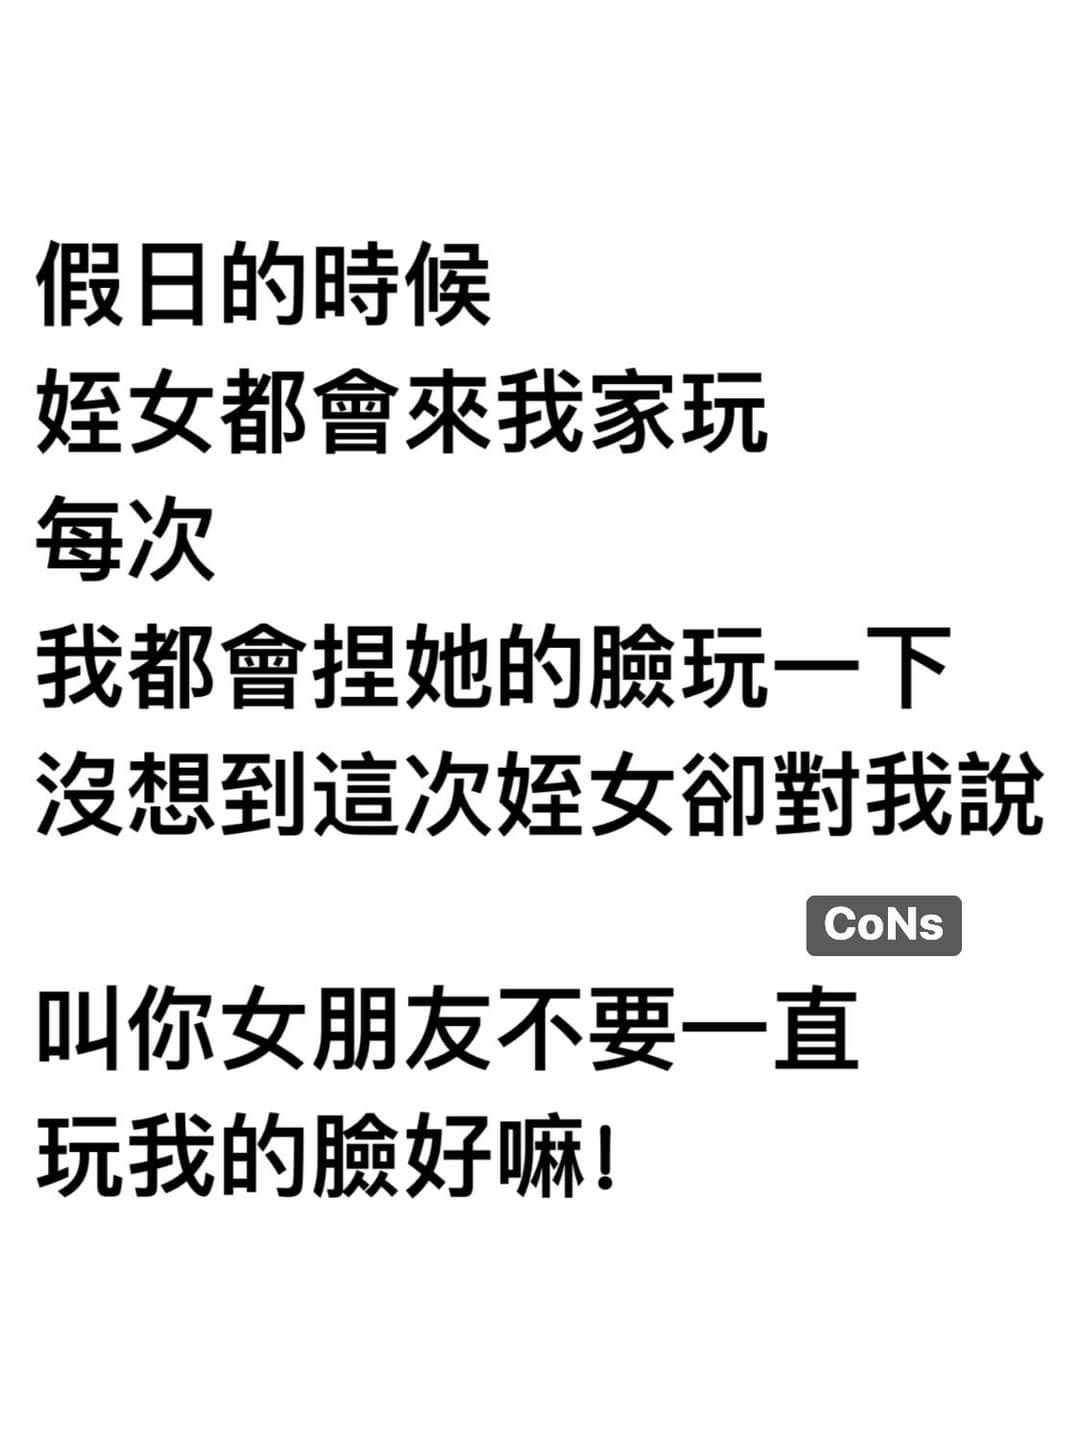 假日的時候
姪女都會來我家玩
每次
我都會捏她的臉玩一下
沒想到這次姪女卻對我說
CoNs
叫你女朋友不要一直
玩我的臉好嘛!